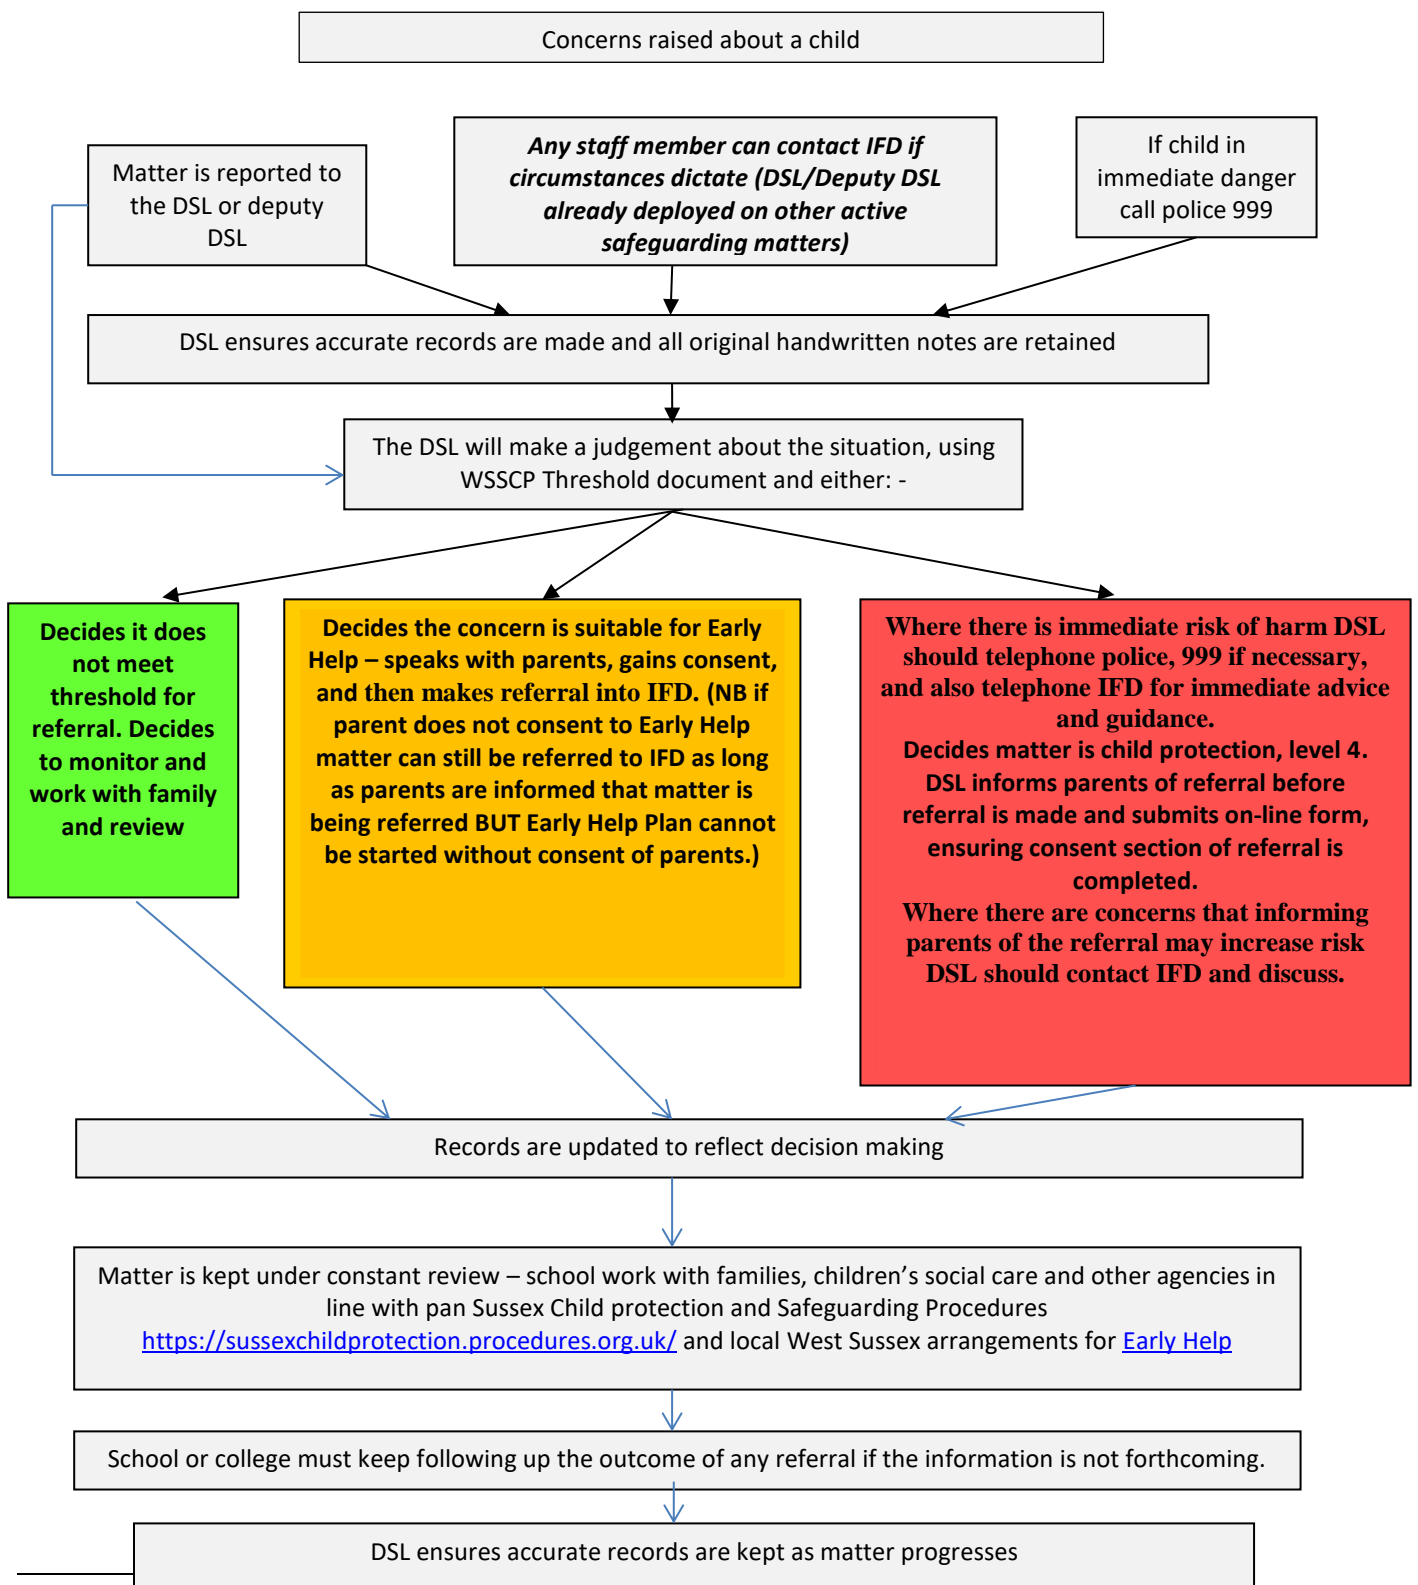 Concerns raised about a child
Matter is reported to
the DSL or deputy
DSL
Any staff member can contact IFD if
circumstances dictate (DSL/Deputy DSL
already deployed on other active
safeguarding matters)
If child in
immediate danger
call police 999
DSL ensures accurate records are made and all original handwritten notes are retained
The DSL will make a judgement about the situation, using
WSSCP Threshold document and either: -
Decides it does
not meet
threshold for
referral. Decides
to monitor and
work with family
and review
Decides the concern is suitable for Early
Help – speaks with parents, gains consent,
and then makes referral into IFD. (NB if
parent does not consent to Early Help
matter can still be referred to IFD as long
as parents are informed that matter is
being referred BUT Early Help Plan cannot
be started without consent of parents.)
Where there is immediate risk of harm DSL
should telephone police, 999 if necessary,
and also telephone IFD for immediate advice
and guidance.
Decides matter is child protection, level 4.
DSL informs parents of referral before
referral is made and submits on-line form,
ensuring consent section of referral is
completed.
Where there are concerns that informing
parents of the referral may increase risk
DSL should contact IFD and discuss.
Records are updated to reflect decision making
Matter is kept under constant review – school work with families, children’s social care and other agencies in
line with pan Sussex Child protection and Safeguarding Procedures
https://sussexchildprotection.procedures.org.uk/ and local West Sussex arrangements for Early Help
School or college must keep following up the outcome of any referral if the information is not forthcoming.
DSL ensures accurate records are kept as matter progresses